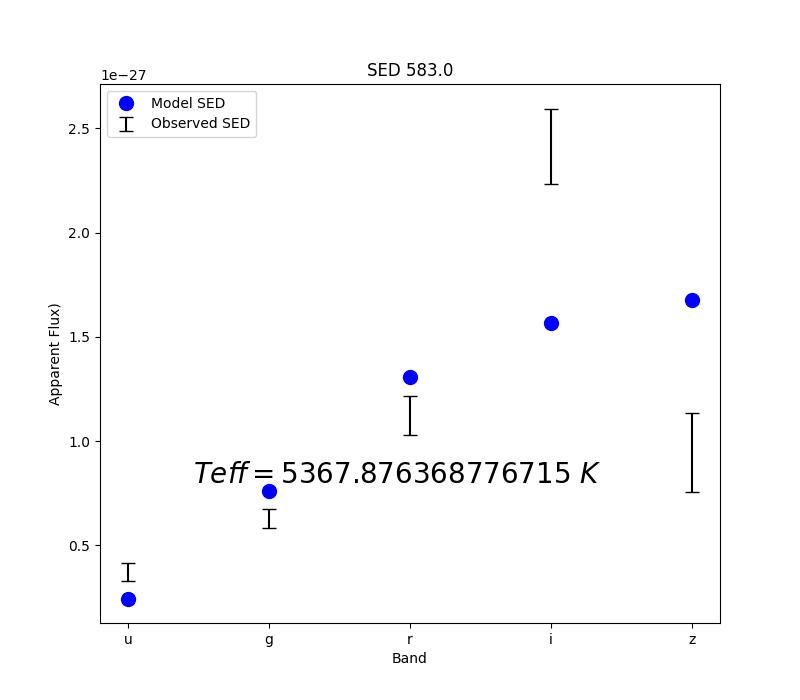 SED 583.0
1e−27
Model SED
Observed SED
2.5
2.0
1.5
1.0
0.5
Apparent Flux)
Teff = 5367.876368776715 K
u g r i z
Band